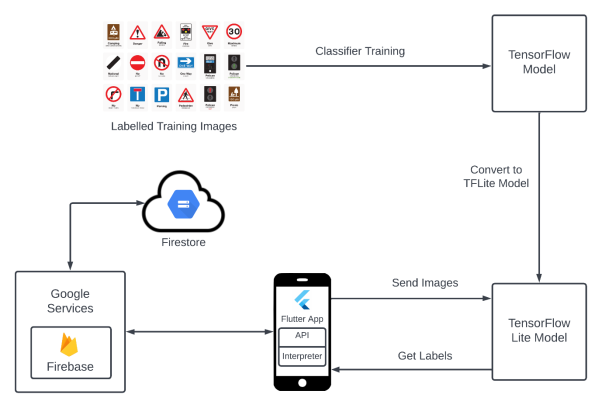 30
Classifier Training
TensorFlow
Model
Labelled Training Images
Convert to
TFLite Model
Firestore
Google
Services
Firebase
Flutter App
API
Interpreter
Send Images
Get Labels
TensorFlow
Lite Model